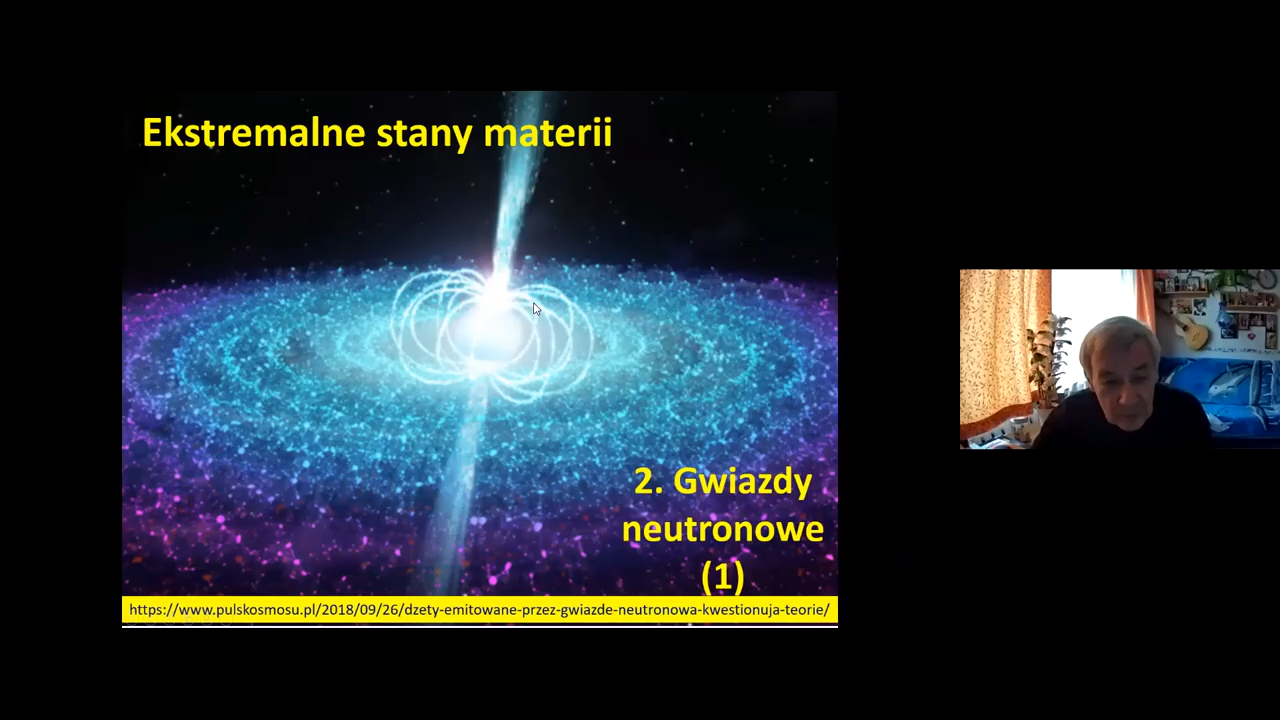 Ekstremalne stany materii
2. Gwiazdy
neutronowe
(1)
https://www.pulskosmosu.pl/2018/09/26/dzety-emitowane-przez-gwiazde-neutronowa-kwestionuja-teorie/